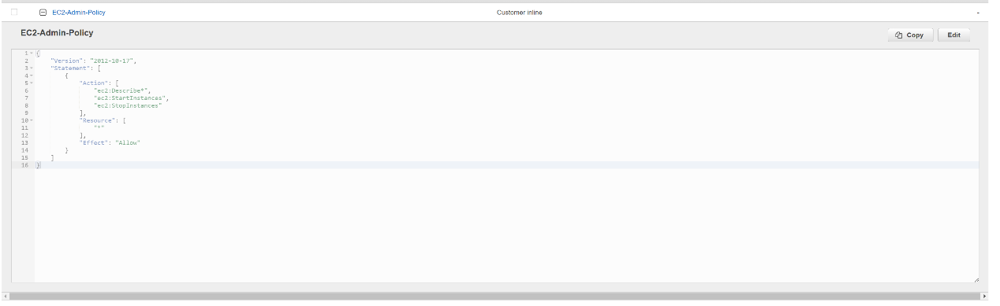 EC2-Admin-Policy Customer inline -
EC2-Admin-Policy Copy Edit
1 {
2 "Version": "2012-10-17",
3 "Statement": [
4 {
5 "Action": [
6 "ec2:Describe*",
7 "ec2:StartInstances",
8 "ec2:StopInstances"
9 ],
10 "Resource": [
11 "*"
12 ],
13 "Effect": "Allow"
14 }
15 ]
16 }